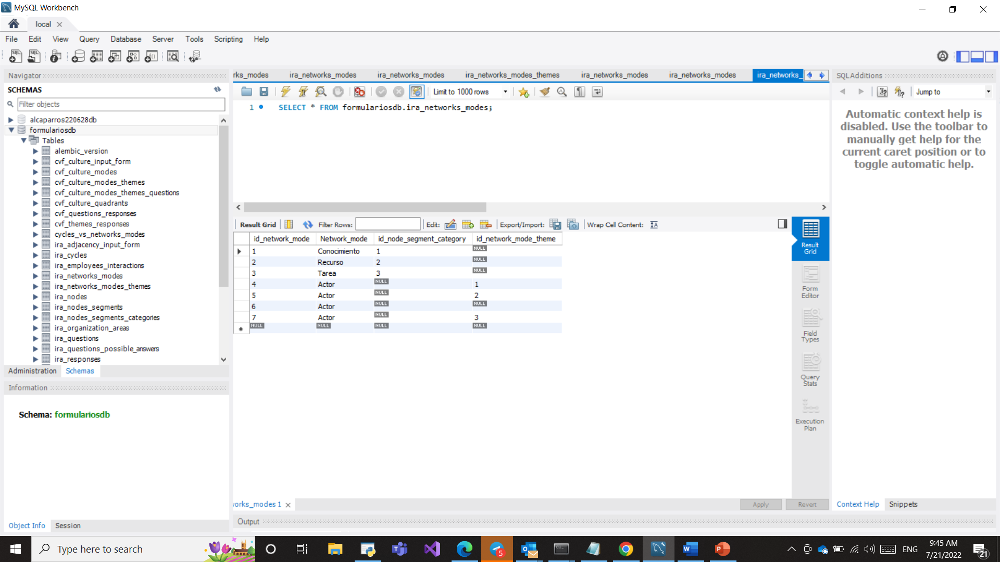 MySQL Workbench
local
File Edit View Query Database Server Tools Scripting Help
Navigator
SCHEMAS
Filter objects
alcaparros220628db
formulariosdb
Tables
alembic_version
cvf_culture_input_form
cvf_culture_modes
cvf_culture_modes_themes
cvf_culture_modes_themes_questions
cvf_culture_quadrants
cvf_questions_responses
cvf_themes_responses
cycles_vs_networks_modes
ira_adjacency_input_form
ira_cycles
ira_employees_interactions
ira_networks_modes
ira_networks_modes_themes
ira_nodes
ira_nodes_segments
ira_nodes_segments_categories
ira_organization_areas
ira_questions
ira_questions_possible_answers
ira_responses
Administration Schemas
Information
Schema: formulariosdb
Object Info Session
rks_modes ira_networks_modes ira_networks_modes ira_networks_modes_themes ira_networks_modes ira_networks_modes ira_networks_
Limit to 1000 rows
1 SELECT * FROM formulariosdb.ira_networks_modes;
Result Grid Filter Rows: Edit: Export/Import: Wrap Cell Content:
id_network_mode Network_mode id_node_segment_category id_network_mode_theme
1 Conocimiento 1 NULL
2 Recurso 2 NULL
3 Tarea 3 NULL
4 Actor NULL 1
5 Actor NULL 2
6 Actor NULL NULL
7 Actor NULL 3
NULL NULL NULL NULL
Result
Grid
Form
Editor
Field
Types
Query
Stats
Execution
Plan
orks_modes 1
Apply Revert
Output
SQLAdditions
Jump to
Automatic context help is
disabled. Use the toolbar to
manually get help for the
current caret position or to
toggle automatic help.
Context Help Snippets
Type here to search
5
ENG
9:45 AM
7/21/2022
21